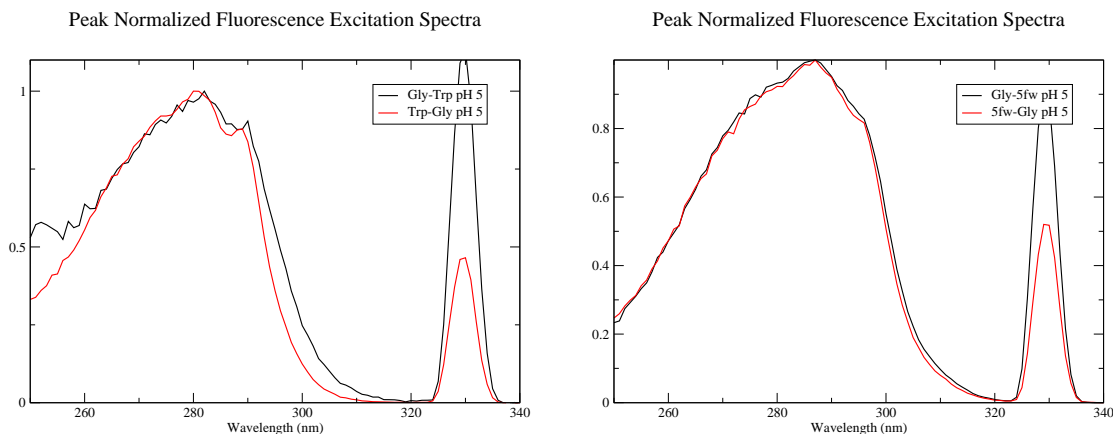 Peak Normalized Fluorescence Excitation Spectra
1
0.5
0
Gly-Trp pH 5
Trp-Gly pH 5
260 280 300 320 340
Wavelength (nm)
Peak Normalized Fluorescence Excitation Spectra
0.8
0.6
0.4
0.2
0
Gly-5fw pH 5
5fw-Gly pH 5
260 280 300 320 340
Wavelength (nm)